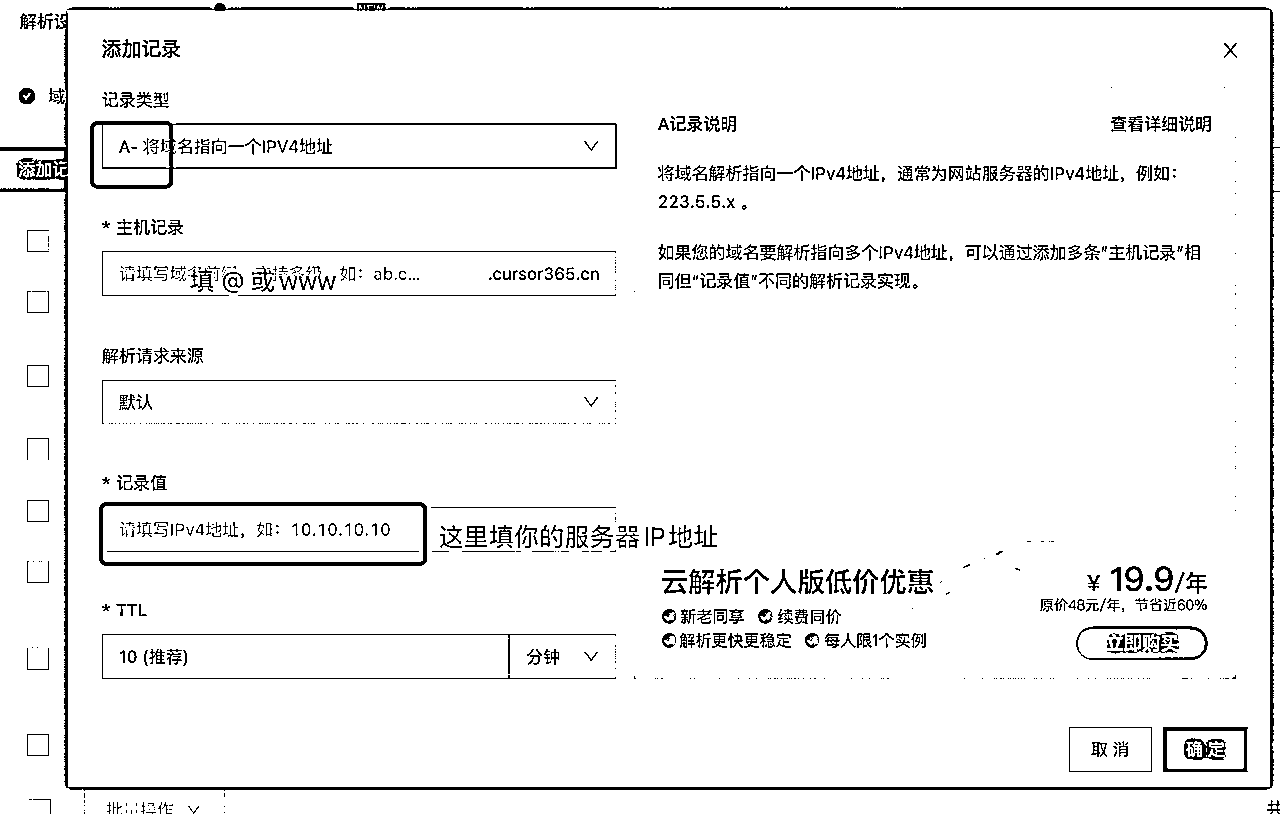 解析设
NEW
添加记录
域
记录类型
A- 将域名指向一个IPV4地址
添加记
* 主机记录
请填写域名前缀，支持多级，如：ab.c...
.cursor365.cn
填 @ 或 www
解析请求来源
默认
* 记录值
请填写IPv4地址，如：10.10.10.10
这里填你的服务器IP地址
* TTL
10 (推荐)
分钟
A记录说明
查看详细说明
将域名解析指向一个IPv4地址，通常为网站服务器的IPv4地址，例如：
223.5.5.x 。
如果您的域名要解析指向多个IPv4地址，可以通过添加多条"主机记录"相
同但"记录值"不同的解析记录实现。
云解析个人版低价优惠
新老同享 续费同价
解析更快更稳定 每人限1个实例
¥ 19.9/年
原价48元/年，节省近60%
立即购买
取消
确定
批量操作
共